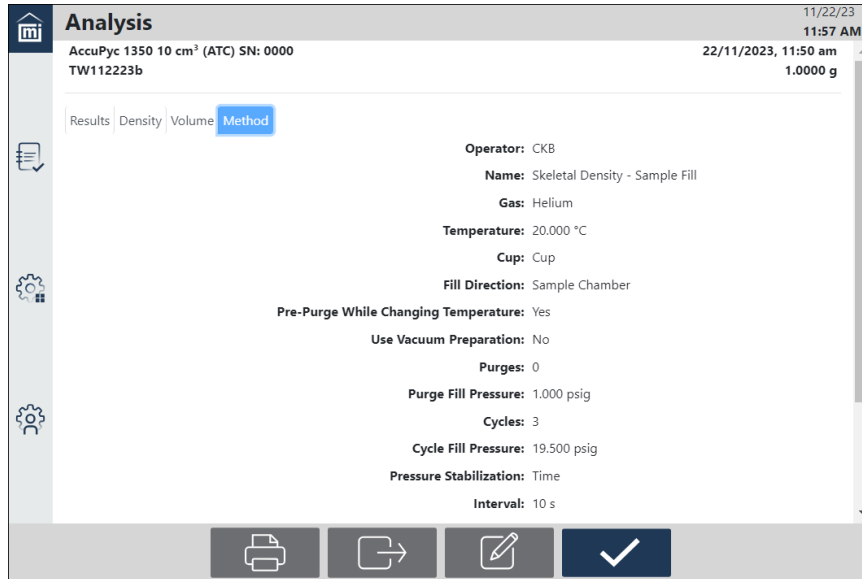 mi
Analysis
11/22/23
11:57 AM
AccuPyc 1350 10 cm³ (ATC) SN: 0000
22/11/2023, 11:50 am
TW112223b
1.0000 g
Results Density Volume Method
Operator: CKB
Name: Skeletal Density - Sample Fill
Gas: Helium
Temperature: 20.000 °C
Cup: Cup
Fill Direction: Sample Chamber
Pre-Purge While Changing Temperature: Yes
Use Vacuum Preparation: No
Purges: 0
Purge Fill Pressure: 1.000 psig
Cycles: 3
Cycle Fill Pressure: 19.500 psig
Pressure Stabilization: Time
Interval: 10 s